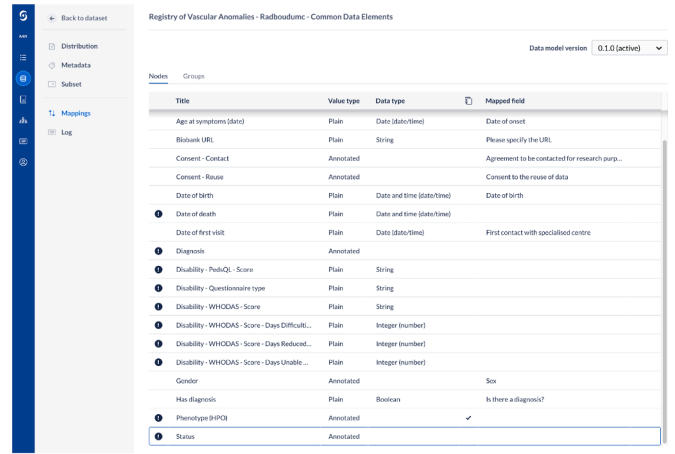 Back to dataset
Registry of Vascular Anomalies - Radboudumc - Common Data Elements
Distribution
Metadata
Subset
Mappings
Log
Data model version 0.1.0 (active)
Nodes Groups
Title Value type Data type Mapped field
Age at symptoms (date) Plain Date (date/time) Date of onset
Biobank URL Plain String Please specify the URL
Consent - Contact Annotated Agreement to be contacted for research purp...
Consent - Reuse Annotated Consent to the reuse of data
Date of birth Plain Date and time (date/time) Date of birth
Date of death Plain Date and time (date/time)
Date of first visit Plain Date (date/time) First contact with specialised centre
Diagnosis Annotated
Disability - PedsQL - Score Plain String
Disability - Questionnaire type Plain String
Disability - WHODAS - Score Plain String
Disability - WHODAS - Score - Days Difficulti... Plain Integer (number)
Disability - WHODAS - Score - Days Reduced... Plain Integer (number)
Disability - WHODAS - Score - Days Unable ... Plain Integer (number)
Gender Annotated Sex
Has diagnosis Plain Boolean Is there a diagnosis?
Phenotype (HPO) Annotated
Status Annotated